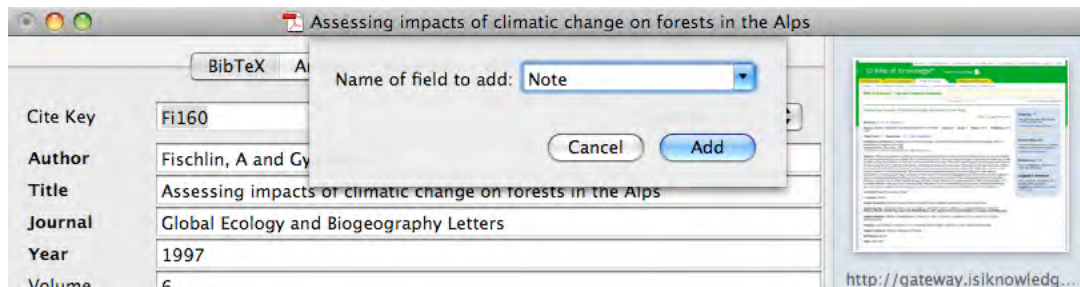 Assessing impacts of climatic change on forests in the Alps
BibTeX A
Name of field to add: Note
Cancel Add
Cite Key Fi160
Author Fischlin, A and Gy
Title Assessing impacts of climatic change on forests in the Alps
Journal Global Ecology and Biogeography Letters
Year 1997
Volume 6
http://gateway.isiknowledg...